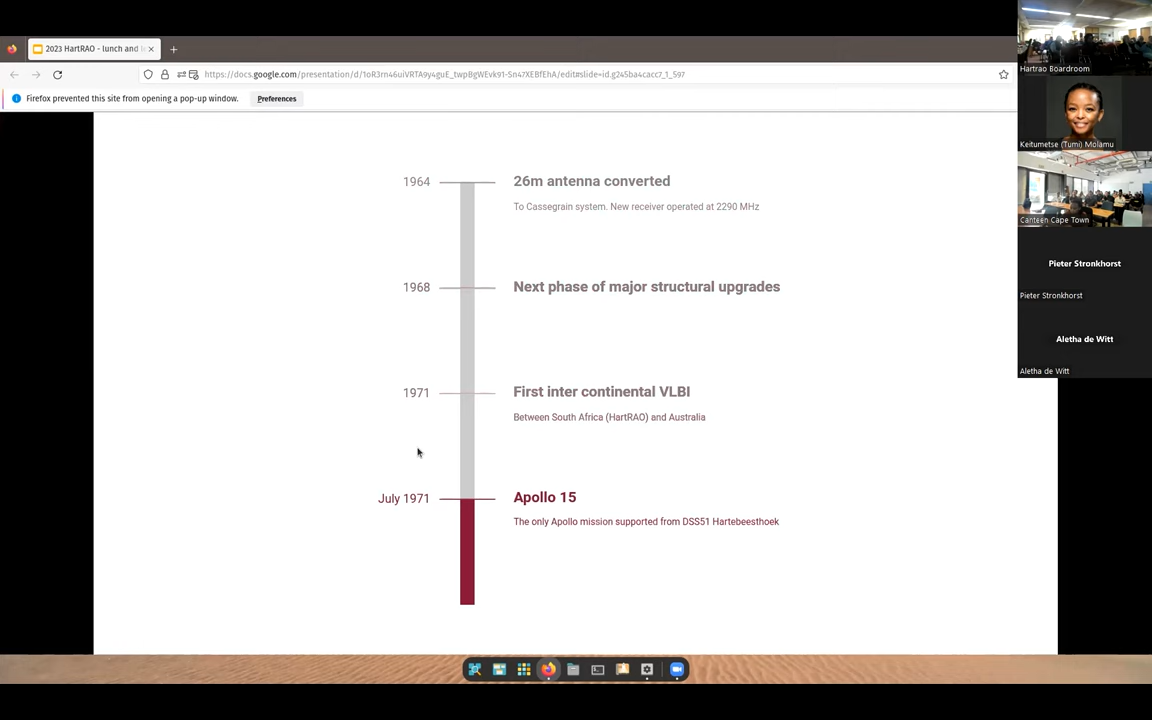 2023 HartRAO - lunch and l
https://docs.google.com/presentation/d/1oR3rn46uiVRTA9y4guE_twpBgWEvk91-Sn47XEBfEhA/edit#slide=id.g245ba4cacc7_1_597
Firefox prevented this site from opening a pop-up window.
Preferences
1964
26m antenna converted
To Cassegrain system. New receiver operated at 2290 MHz
1968
Next phase of major structural upgrades
1971
First inter continental VLBI
Between South Africa (HartRAO) and Australia
July 1971
Apollo 15
The only Apollo mission supported from DSS51 Hartebeesthoek
Hartrao Boardroom
Keitumetse (Tumi) Molamu
Canteen Cape Town
Pieter Stronkhorst
Pieter Stronkhorst
Aletha de Witt
Aletha de Witt